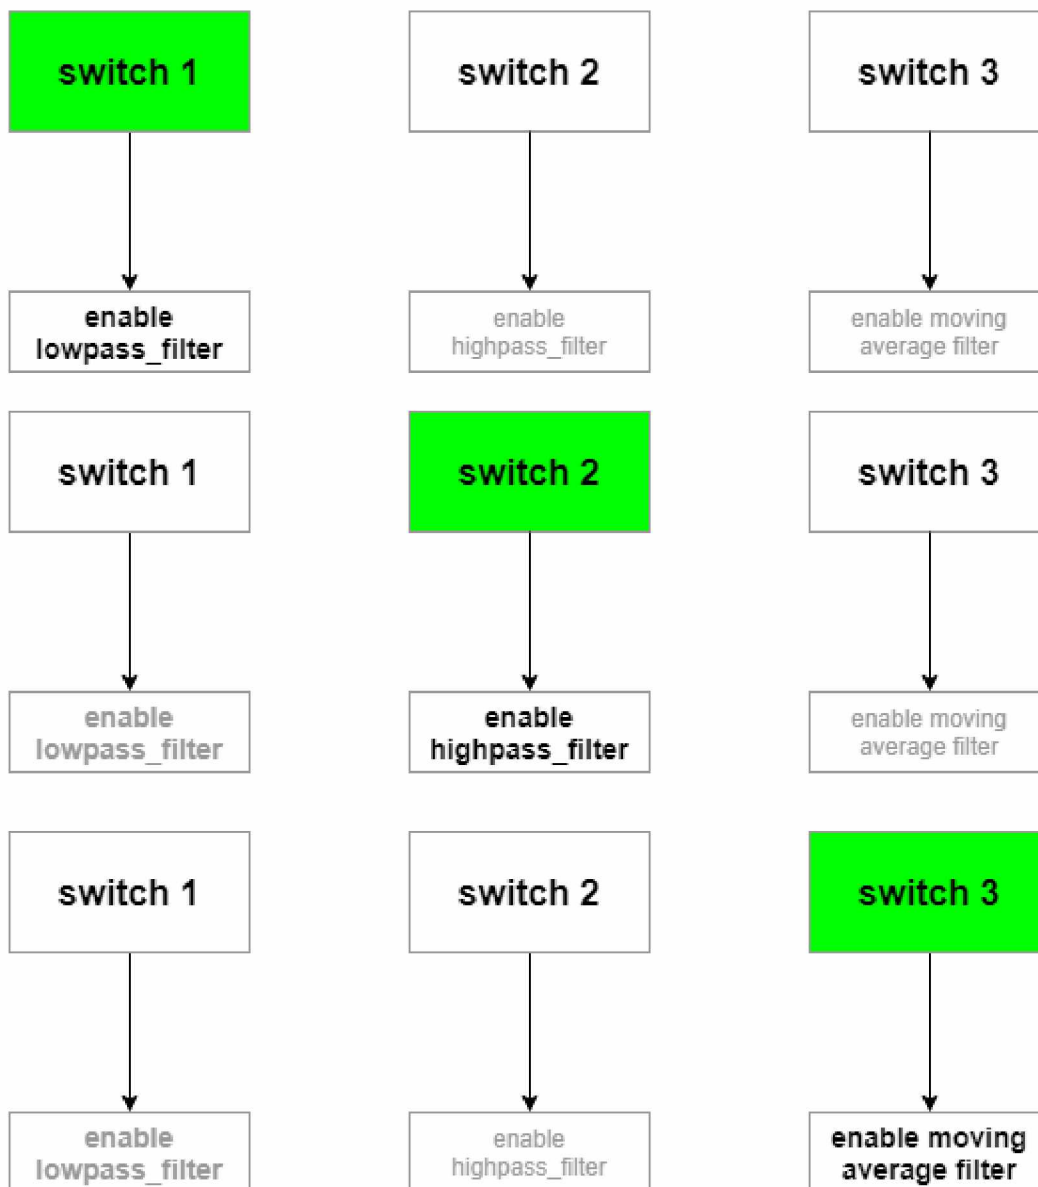 switch 1
switch 2
switch 3
enable
lowpass_filter
enable
highpass_filter
enable moving
average filter
switch 1
switch 2
switch 3
enable
lowpass_filter
enable
highpass_filter
enable moving
average filter
switch 1
switch 2
switch 3
enable
lowpass_filter
enable
highpass_filter
enable moving
average filter